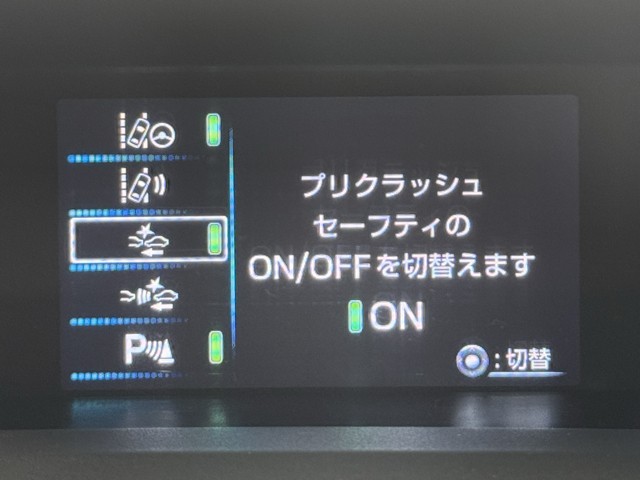 プリクラッシュ
セーフティの
ON/OFFを切替えます
ON
P
:切替